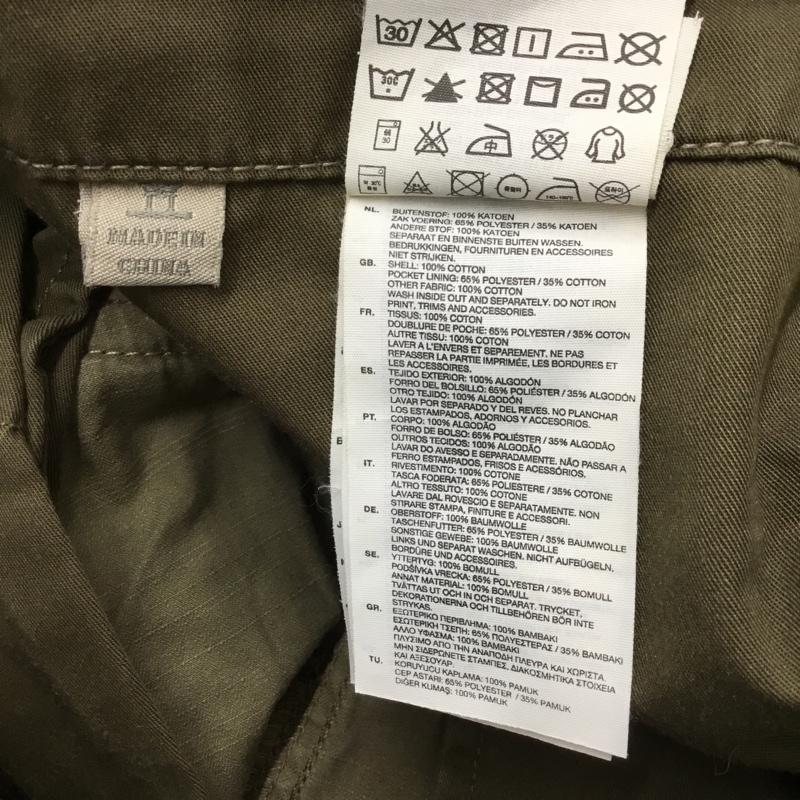 30
30C
30
中
MADE IN
CHINA
NL. BUITENSTOF: 100% KATOEN
ZAK VOERING: 65% POLYESTER / 35% KATOEN
ANDERE STOF: 100% KATOEN
SEPARAAT EN BINNENSTE BUITEN WASSEN.
BEDRUKKINGEN, FOURNITUREN EN ACCESSOIRES
NIET STRIJKEN.
GB. SHELL: 100% COTTON
POCKET LINING: 65% POLYESTER / 35% COTTON
OTHER FABRIC: 100% COTTON
WASH INSIDE OUT AND SEPARATELY. DO NOT IRON
PRINT, TRIMS AND ACCESSORIES.
FR. TISSUS: 100% COTON
DOUBLURE DE POCHE: 65% POLYESTER / 35% COTON
AUTRE TISSU: 100% COTON
LAVER A L'ENVERS ET SEPAREMENT. NE PAS
REPASSER LA PARTIE IMPRIMÉE, LES BORDURES ET
LES ACCESSOIRES.
ES. TEJIDO EXTERIOR: 100% ALGODÓN
FORRO DEL BOLSILLO: 65% POLIÉSTER / 35% ALGODÓN
OTRO TEJIDO: 100% ALGODÓN
LAVAR POR SEPARADO Y DEL REVES. NO PLANCHAR
LOS ESTAMPADOS, ADORNOS Y ACCESORIOS.
PT. CORPO: 100% ALGODÃO
FORRO DE BOLSO: 65% POLIÉSTER / 35% ALGODÃO
OUTROS TECIDOS: 100% ALGODÃO
LAVAR DO AVESSO E SEPARADAMENTE. NÃO PASSAR A
FERRO ESTAMPADOS, FRISOS E ACESSÓRIOS.
IT. RIVESTIMENTO: 100% COTONE
TASCA FODERATA: 65% POLIESTERE / 35% COTONE
ALTRO TESSUTO: 100% COTONE
LAVARE DAL ROVESCIO E SEPARATAMENTE. NON
STIRARE STAMPA, FINITURE E ACCESSORI.
DE. OBERSTOFF: 100% BAUMWOLLE
TASCHENFUTTER: 65% POLYESTER / 35% BAUMWOLLE
SONSTIGE GEWEBE: 100% BAUMWOLLE
LINKS UND SEPARAT WASCHEN. NICHT AUFBÜGELN,
BORDÜRE UND ACCESSOIRES.
SE. YTTERTYG: 100% BOMULL
PODŠIVKA VRECKA: 65% POLYESTER / 35% BOMULL
ANNAT MATERIAL: 100% BOMULL
TVÄTTAS UT OCH IN OCH SEPARAT. TRYCKET,
DEKORATIONERNA OCH TILLBEHÖREN BÖR INTE
STRYKAS.
GR. ΕΞΩΤΕΡΙΚΟ ΠΕΡΙΒΛΗΜΑ: 100% ΒΑΜΒΑΚΙ
ΕΣΩΤΕΡΙΚΗ ΤΣΕΠΗ: 65% ΠΟΛΥΕΣΤΕΡΑΣ / 35% ΒΑΜΒΑΚΙ
ΑΛΛΟ ΥΦΑΣΜΑ: 100% ΒΑΜΒΑΚΙ
ΠΛΥΣΙΜΟ ΑΠΟ ΤΗΝ ΑΝΑΠΟΔΗ ΠΛΕΥΡΑ ΚΑΙ ΧΩΡΙΣΤΑ.
ΜΗΝ ΣΙΔΕΡΩΝΕΤΕ ΣΤΑΜΠΕΣ, ΔΙΑΚΟΣΜΗΤΙΚΑ ΣΤΟΙΧΕΙΑ
ΚΑΙ ΑΞΕΣΟΥΑΡ.
TU. KORUYUCU KAPLAMA: 100% PAMUK
CEP ASTARI: 65% POLYESTER / 35% PAMUK
DİĞER KUMAŞ: 100% PAMUK